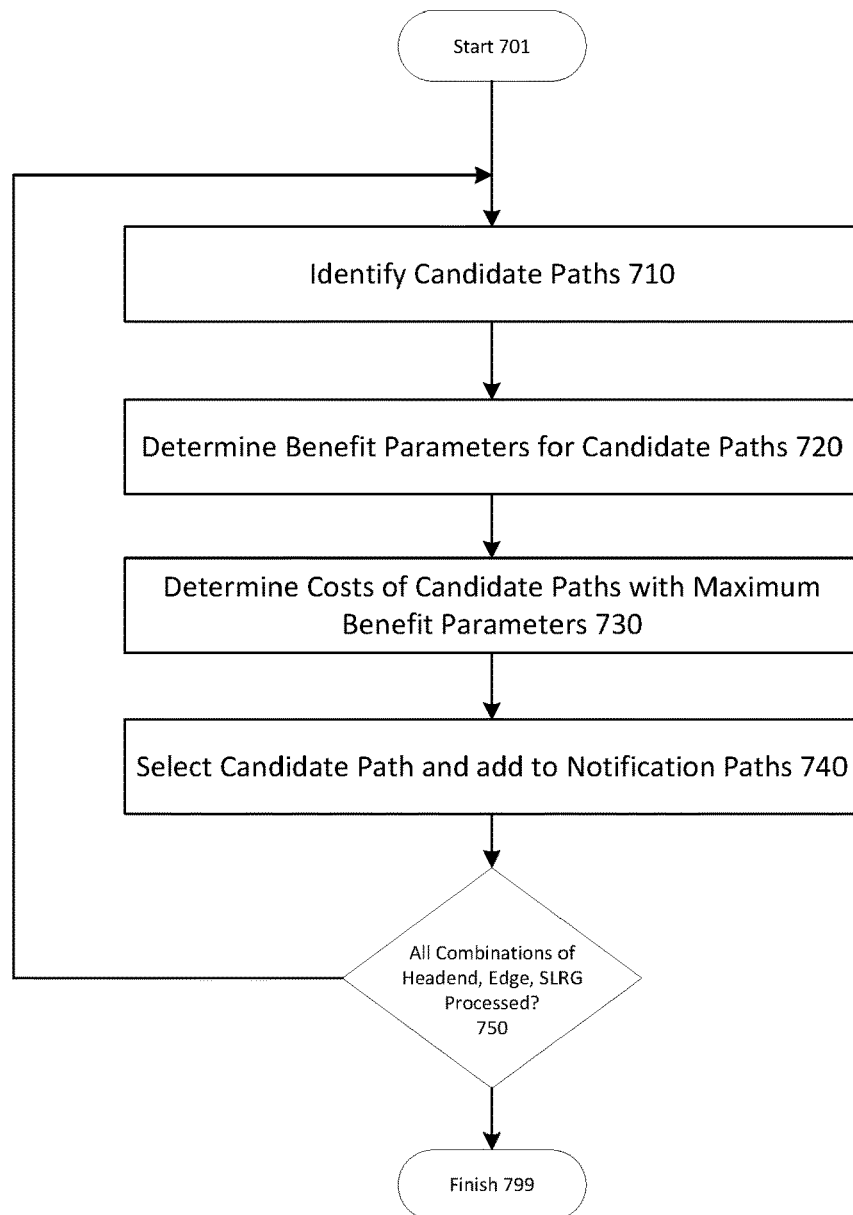 Start 701
Identify Candidate Paths 710
Determine Benefit Parameters for Candidate Paths 720
Determine Costs of Candidate Paths with Maximum
Benefit Parameters 730
Select Candidate Path and add to Notification Paths 740
All Combinations of
Headend, Edge, SLRG
Processed?
750
Finish 799